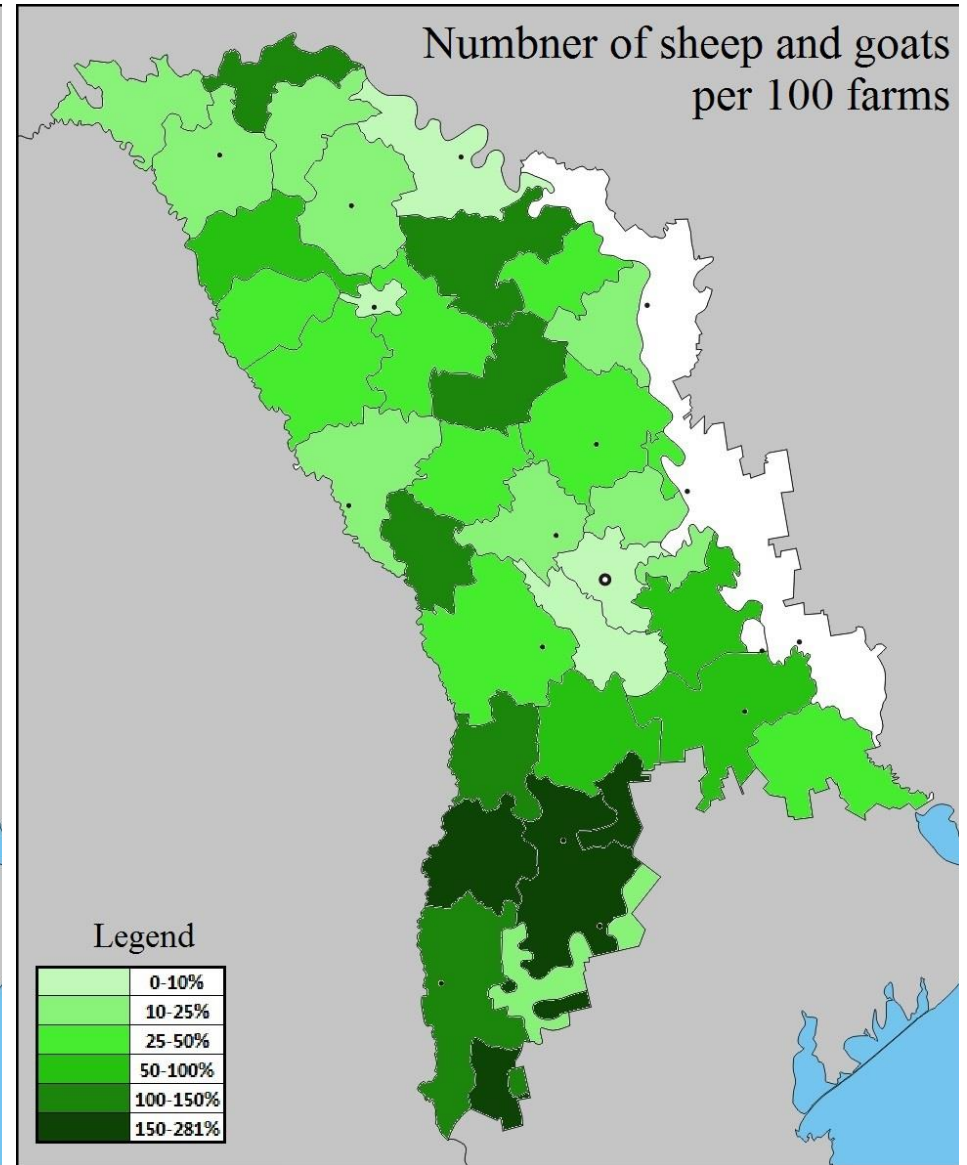 Numbner of sheep and goats
per 100 farms
Legend
0-10%
10-25%
25-50%
50-100%
100-150%
150-281%